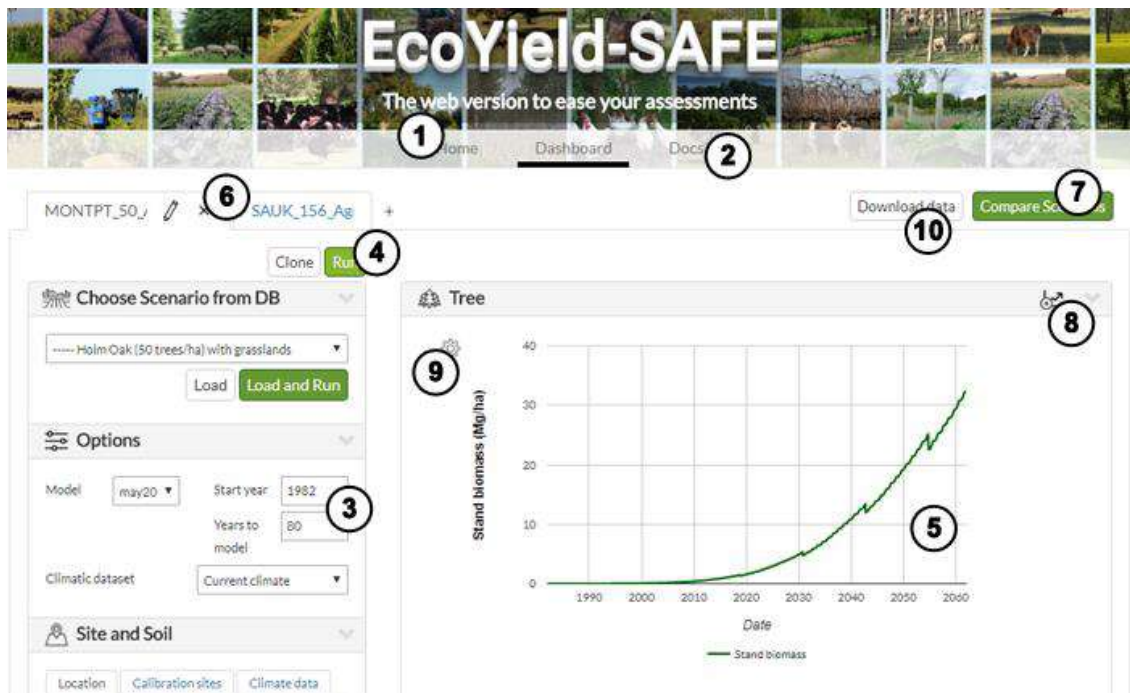 EcoYield-SAFE
The web version to ease your assessments
1
Home Dashboard Docs 2
6 7
MONTPT_50_ SAUK_156_Ag + Download data Compare Scenarios
10
4
Clone Run
Choose Scenario from DB Tree
8
----- Holm Oak (50 trees/ha) with grasslands
9
Load Load and Run
Options
Model may20 Start year 1982
3
Years to model 80
Climatic dataset Current climate
Site and Soil
Location Calibration sites Climate data
Stand biomass (Mg/ha)
40
30
20
10
0
5
1990 2000 2010 2020 2030 2040 2050 2060
Date
Stand biomass